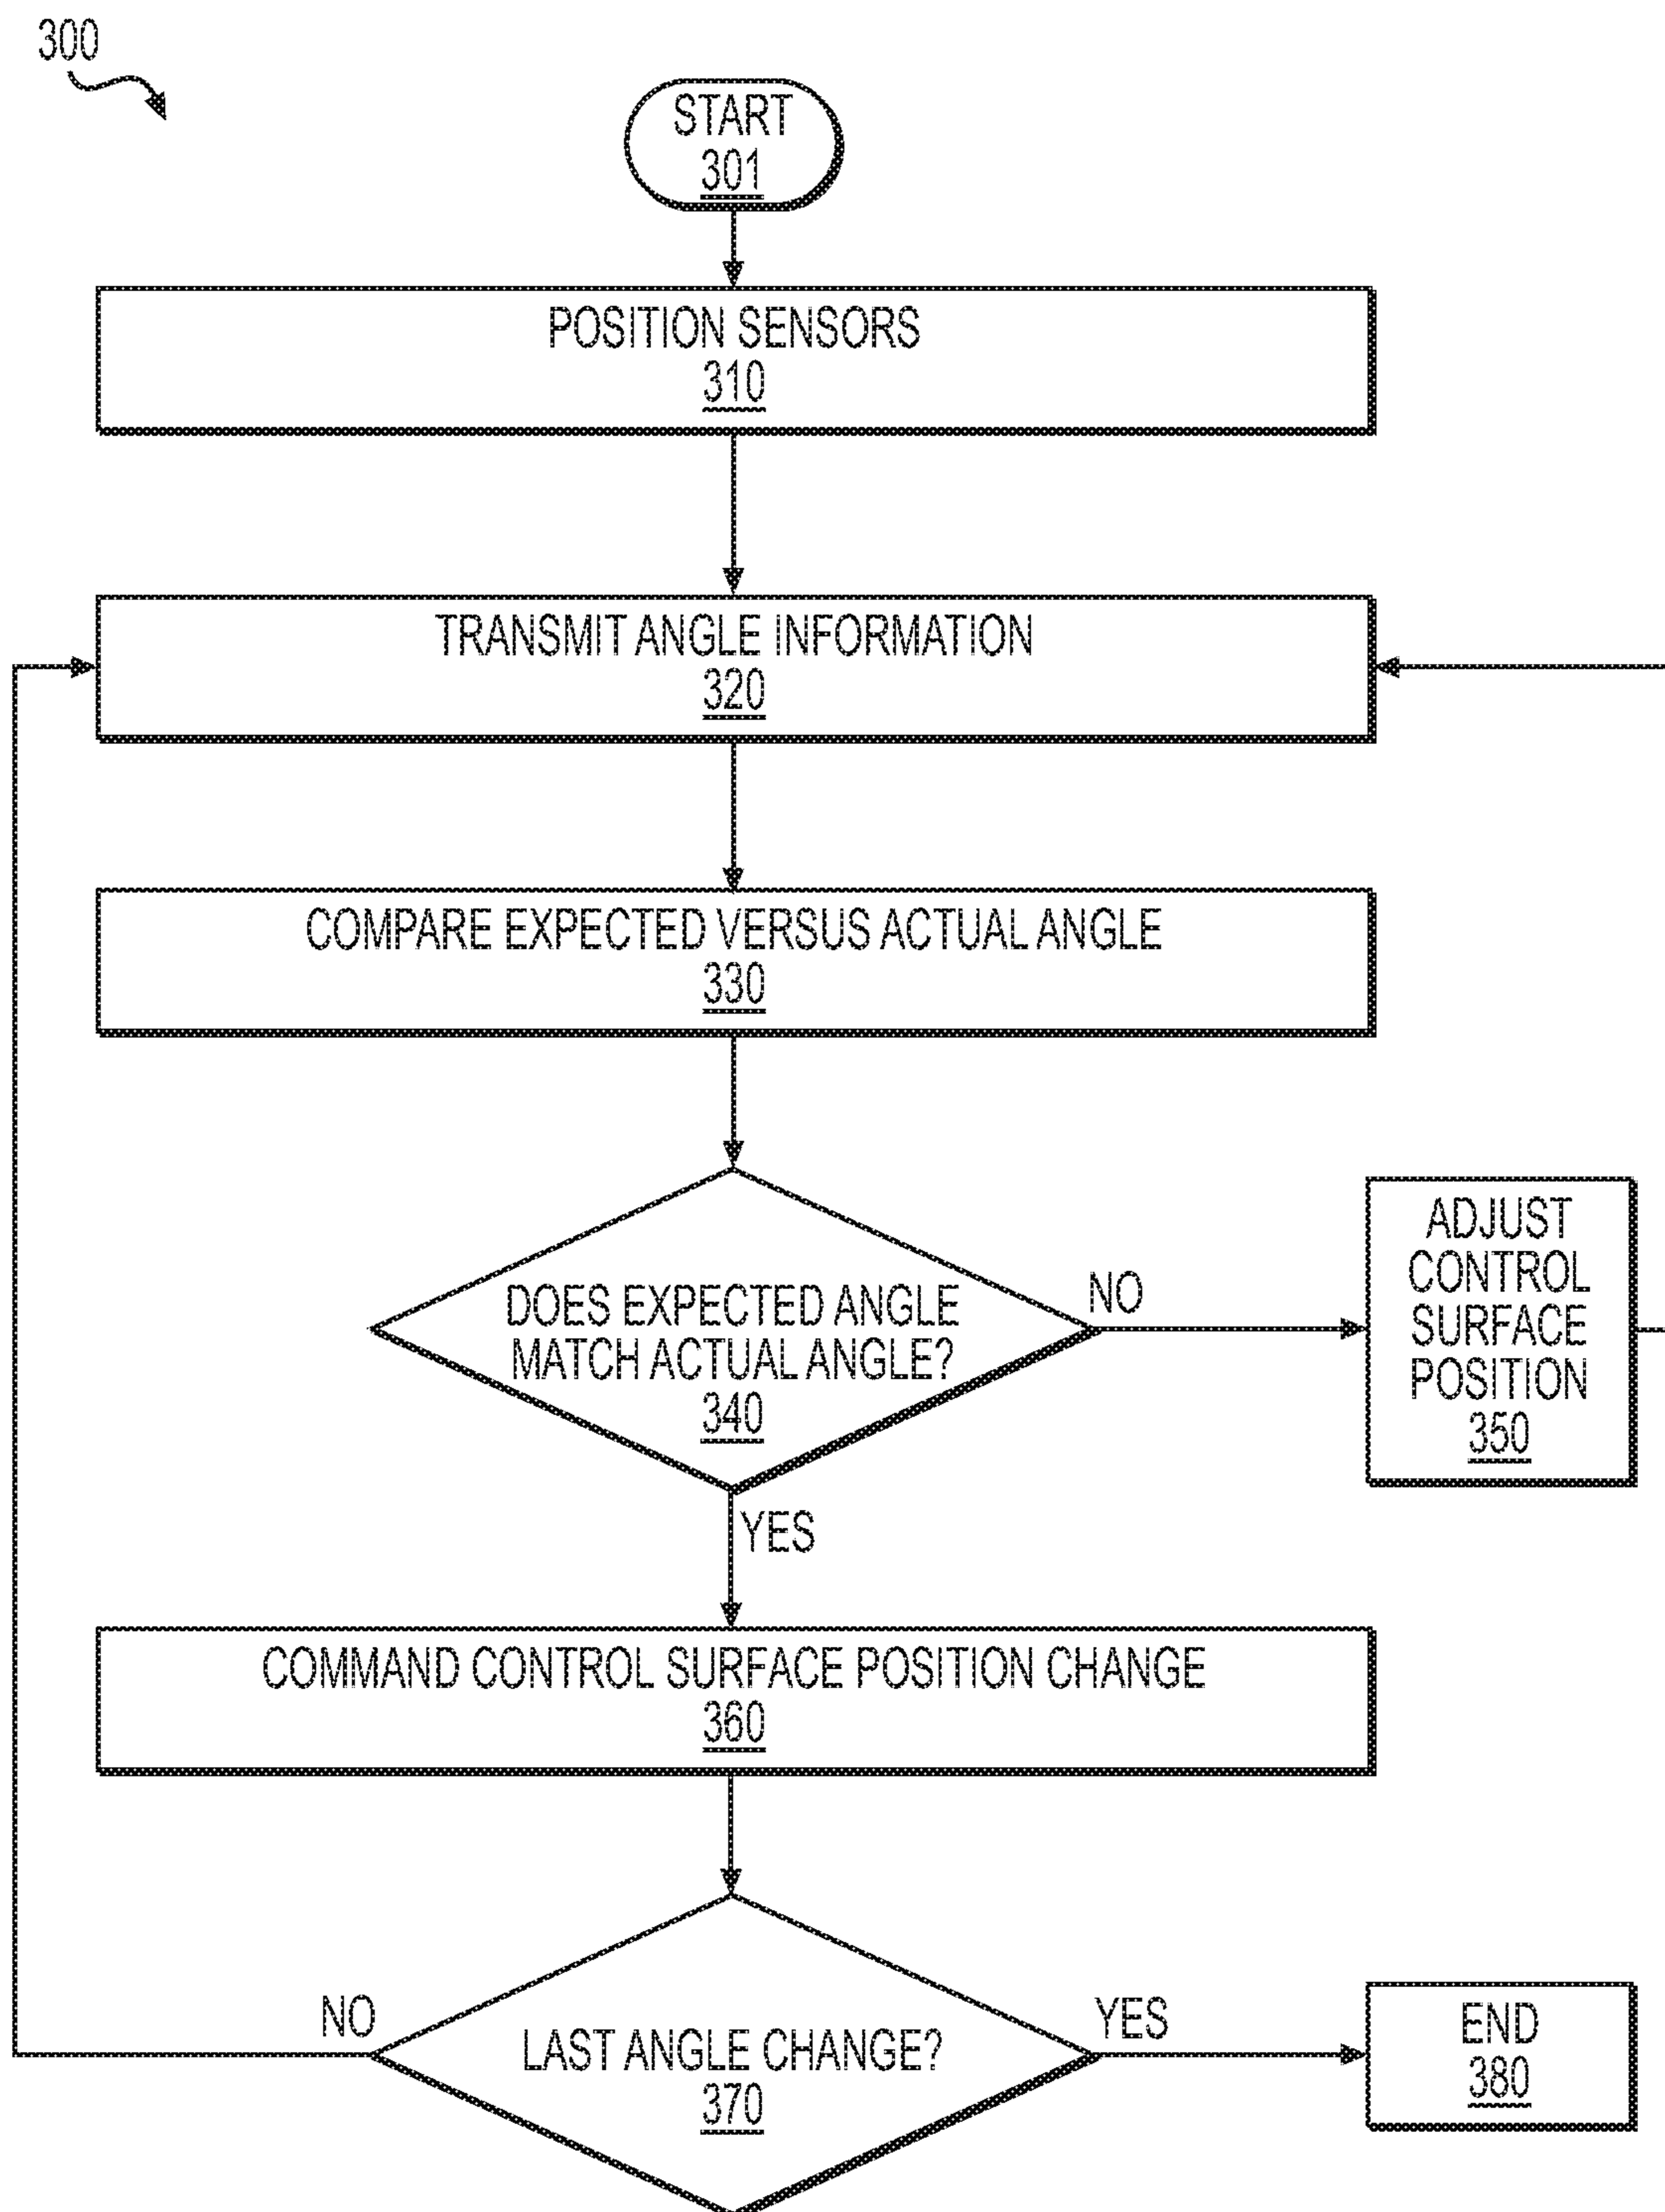 300
START
301
POSITION SENSORS
310
TRANSMIT ANGLE INFORMATION
320
COMPARE EXPECTED VERSUS ACTUAL ANGLE
330
DOES EXPECTED ANGLE
MATCH ACTUAL ANGLE?
340
NO
ADJUST
CONTROL
SURFACE
POSITION
350
YES
COMMAND CONTROL SURFACE POSITION CHANGE
360
LAST ANGLE CHANGE?
370
NO
YES
END
380